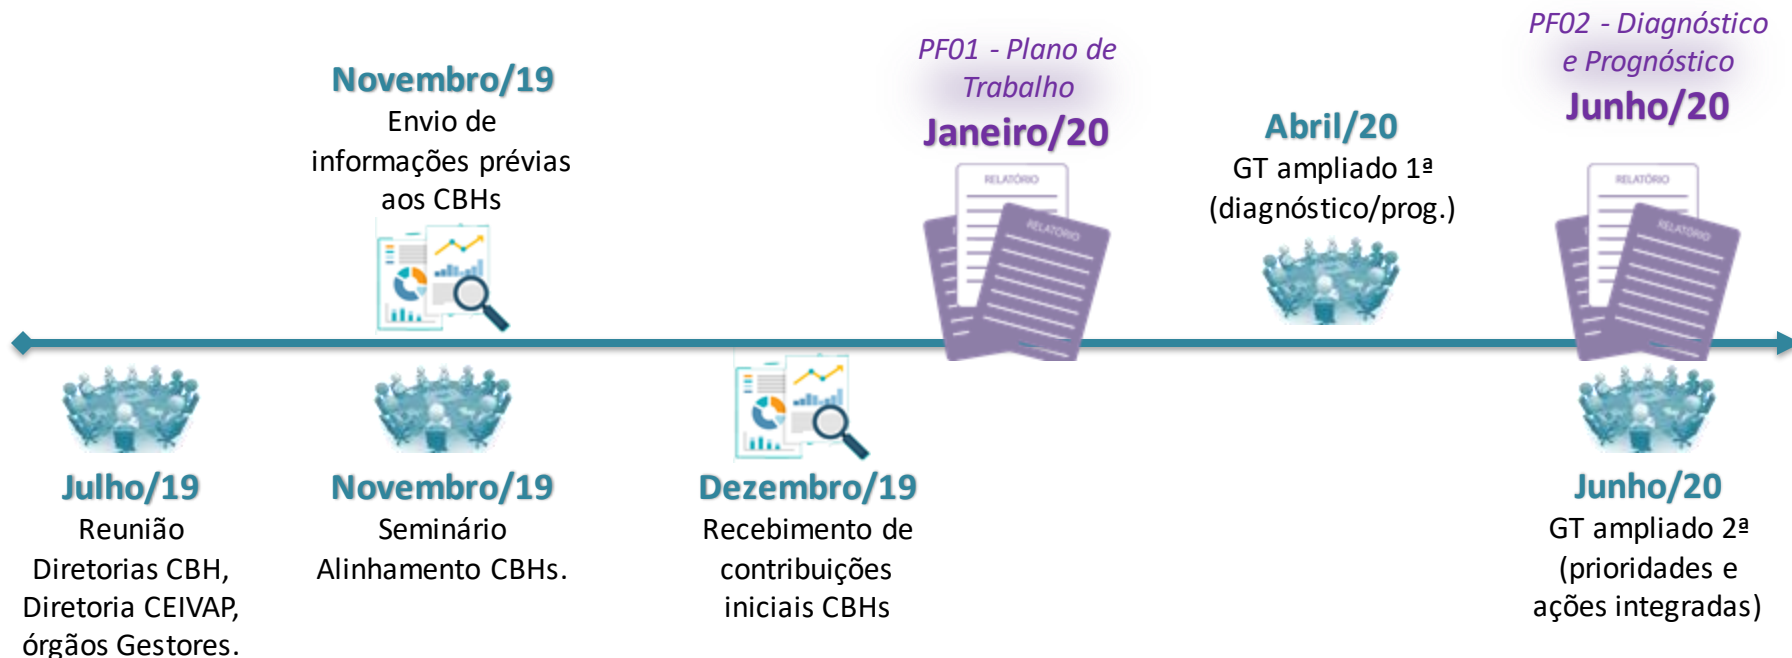 Novembro/19
Envio de
informações prévias
aos CBHs
PF01 - Plano de
Trabalho
Janeiro/20
RELATÓRIO
RELATÓRIO
Abril/20
GT ampliado 1ª
(diagnóstico/prog.)
PF02 - Diagnóstico
e Prognóstico
Junho/20
RELATÓRIO
RELATÓRIO
Julho/19
Reunião
Diretorias CBH,
Diretoria CEIVAP,
órgãos Gestores.
Novembro/19
Seminário
Alinhamento CBHs.
Dezembro/19
Recebimento de
contribuições
iniciais CBHs
Junho/20
GT ampliado 2ª
(prioridades e
ações integradas)